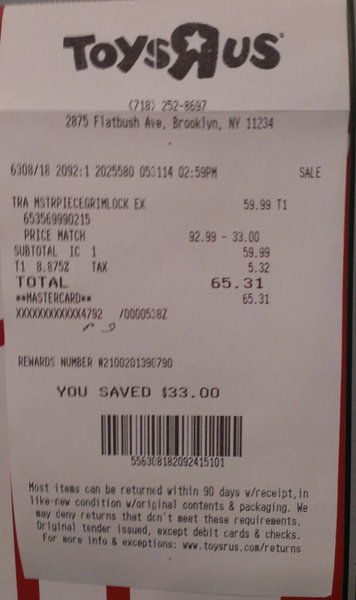 TOYSRUS
(718) 252-8697
2875 Flatbush Ave, Brooklyn, NY 11234
6308/18 2092:1 2025580 053114 02:59PM SALE
TRA MSTRPIECEGRIMLOCK EX 59.99 T1
653569990215
PRICE MATCH 92.99 - 33.00
SUBTOTAL IC 1 59.99
T1 8.875% TAX 5.32
TOTAL 65.31
**MASTERCARD** 65.31
XXXXXXXXXXXX4792 /000053BZ
REWARDS NUMBER #2100201390790
YOU SAVED $33.00
556308182092415101
Most items can be returned within 90 days w/receipt,in
like-new condition w/original contents & packaging. We
may deny returns that don't meet these requirements.
Original tender issued, except debit cards & checks.
For more info & exceptions: www.toysrus.com/returns